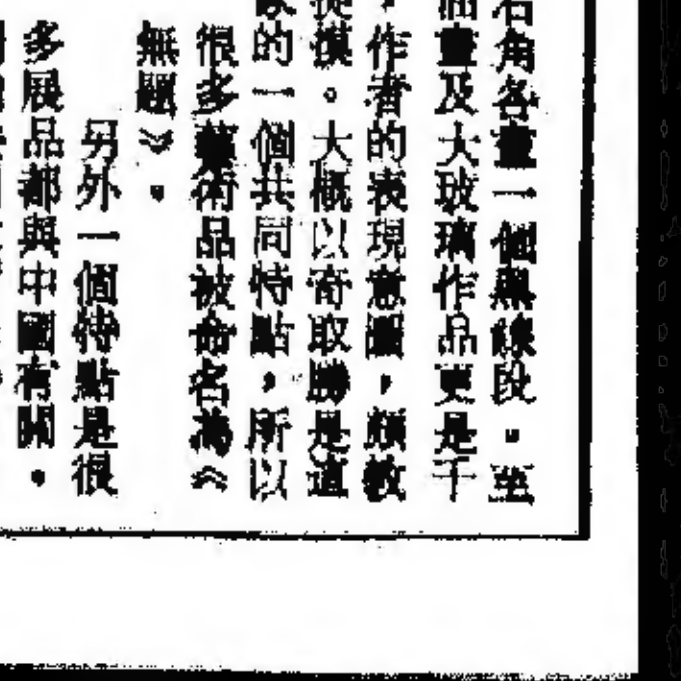 右角各畫一個黑線段。至
油畫及大玻璃作品更是千
，作者的表現意圖，頗教
從摸。大概以奇取勝是這
的一個共同特點，所以
很多藝術品被命名為《
無題》。
另外一個特點是很
多展品都與中國有關。